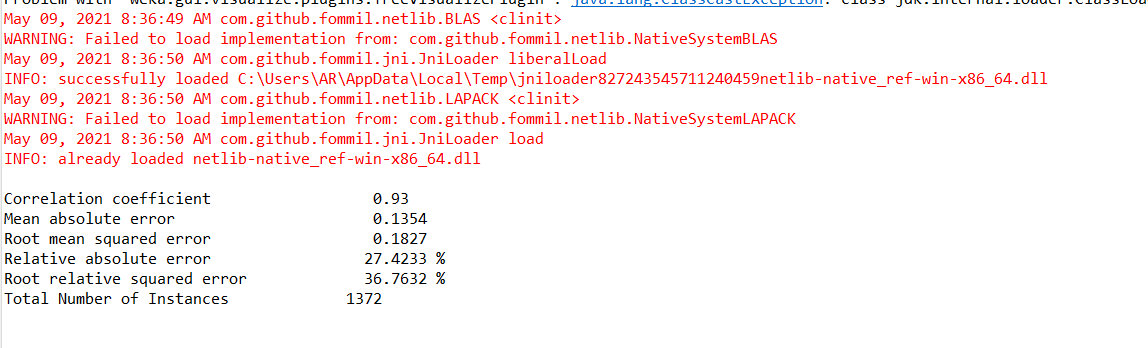 Problem with "weka.gui.visualize.plugins.TreeVisualizePlugin": java.lang.ClassCastException: class jdk.internal.loader.ClassLoa
May 09, 2021 8:36:49 AM com.github.fommil.netlib.BLAS <clinit>
WARNING: Failed to load implementation from: com.github.fommil.netlib.NativeSystemBLAS
May 09, 2021 8:36:50 AM com.github.fommil.jni.JniLoader liberalLoad
INFO: successfully loaded C:\Users\AR\AppData\Local\Temp\jniloader827243545711240459netlib-native_ref-win-x86_64.dll
May 09, 2021 8:36:50 AM com.github.fommil.netlib.LAPACK <clinit>
WARNING: Failed to load implementation from: com.github.fommil.netlib.NativeSystemLAPACK
May 09, 2021 8:36:50 AM com.github.fommil.jni.JniLoader load
INFO: already loaded netlib-native_ref-win-x86_64.dll
Correlation coefficient 0.93
Mean absolute error 0.1354
Root mean squared error 0.1827
Relative absolute error 27.4233 %
Root relative squared error 36.7632 %
Total Number of Instances 1372